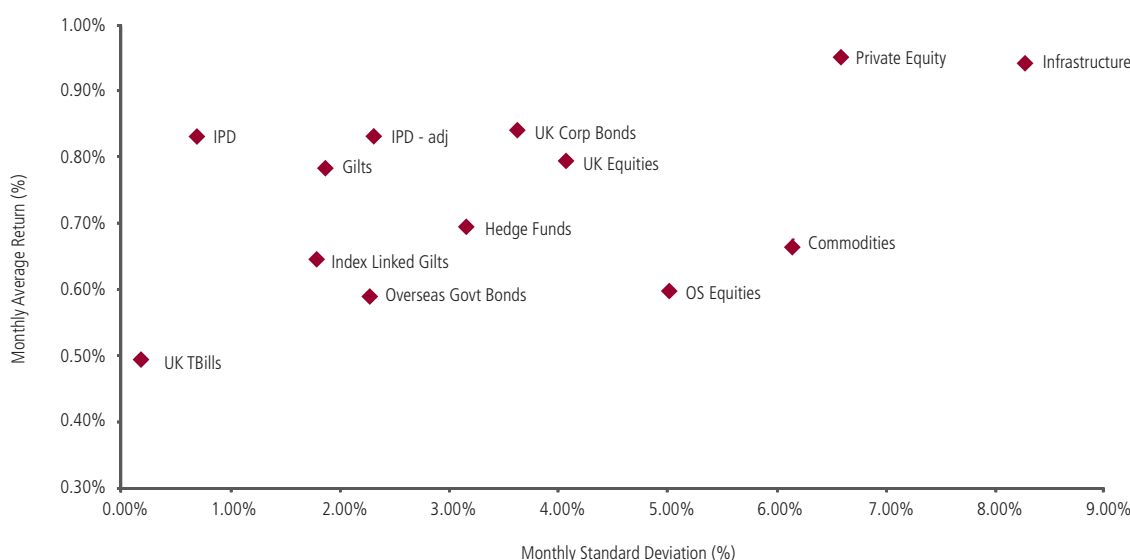 1.00%
0.90%
0.80%
0.70%
0.60%
0.50%
0.40%
0.30%
Monthly Average Return (%)
Private Equity
Infrastructure
IPD
IPD - adj
UK Corp Bonds
UK Equities
Gilts
Hedge Funds
Commodities
Index Linked Gilts
Overseas Govt Bonds
OS Equities
UK TBills
0.00% 1.00% 2.00% 3.00% 4.00% 5.00% 6.00% 7.00% 8.00% 9.00%
Monthly Standard Deviation (%)